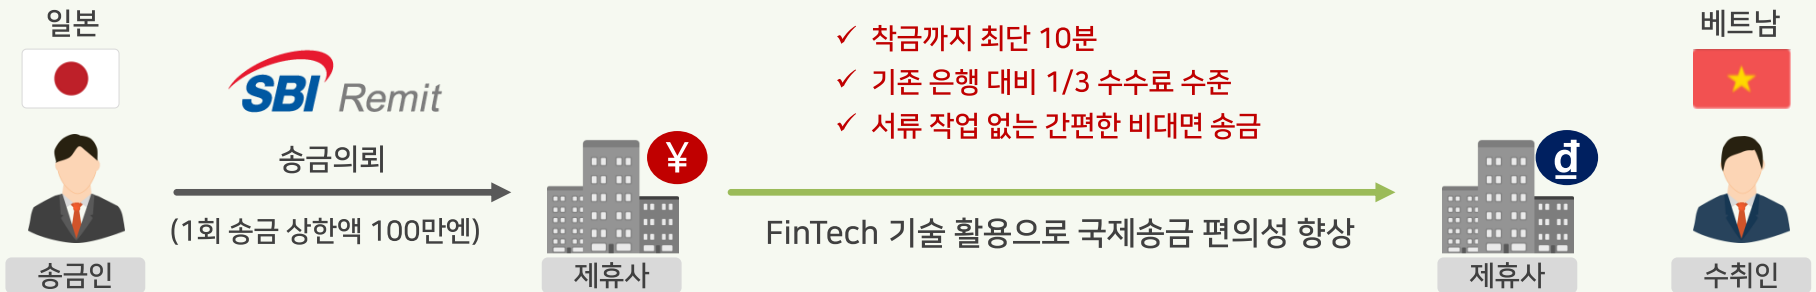 일본
SBI Remit
송금의뢰
(1회 송금 상한액 100만엔)
송금인
¥
제휴사
✓ 착금까지 최단 10분
✓ 기존 은행 대비 1/3 수수료 수준
✓ 서류 작업 없는 간편한 비대면 송금
FinTech 기술 활용으로 국제송금 편의성 향상
₫
제휴사
베트남
수취인